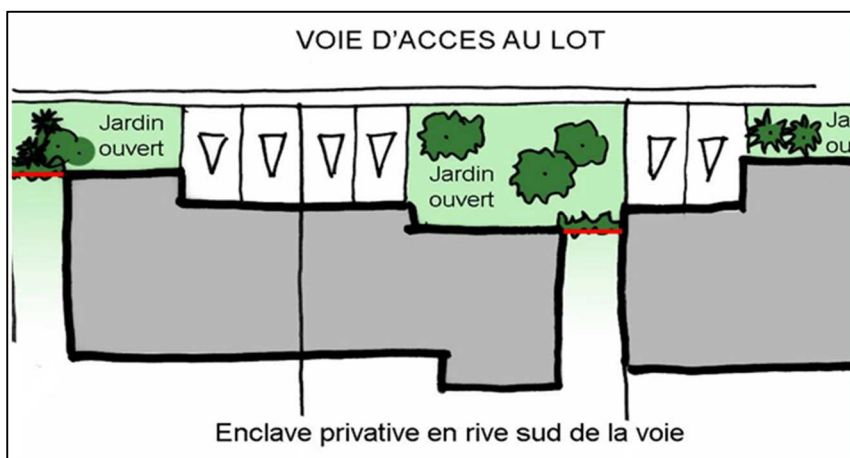 VOIE D'ACCES AU LOT
Jardin
ouvert
Jardin
ouvert
Ja
ou
Enclave privative en rive sud de la voie